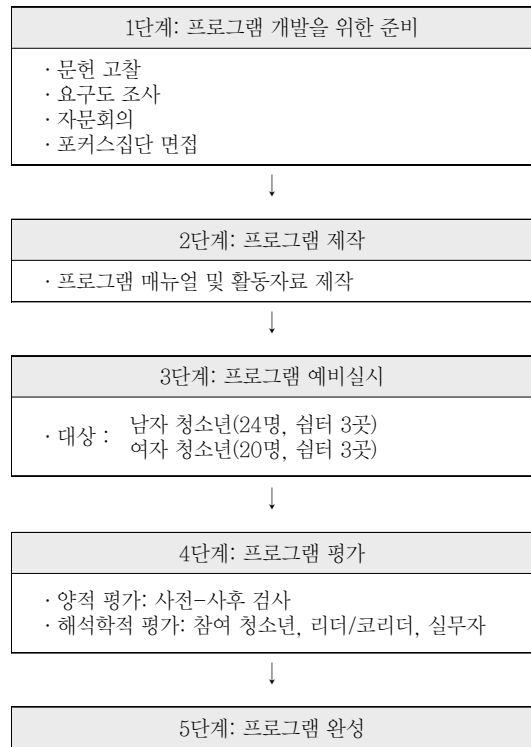 1단계: 프로그램 개발을 위한 준비
· 문헌 고찰
· 요구도 조사
· 자문회의
· 포커스집단 면접
↓
2단계: 프로그램 제작
· 프로그램 매뉴얼 및 활동자료 제작
↓
3단계: 프로그램 예비실시
· 대상 : 남자 청소년(24명, 쉼터 3곳)
여자 청소년(20명, 쉼터 3곳)
↓
4단계: 프로그램 평가
· 양적 평가: 사전-사후 검사
· 해석학적 평가: 참여 청소년, 리더/코리더, 실무자
↓
5단계: 프로그램 완성